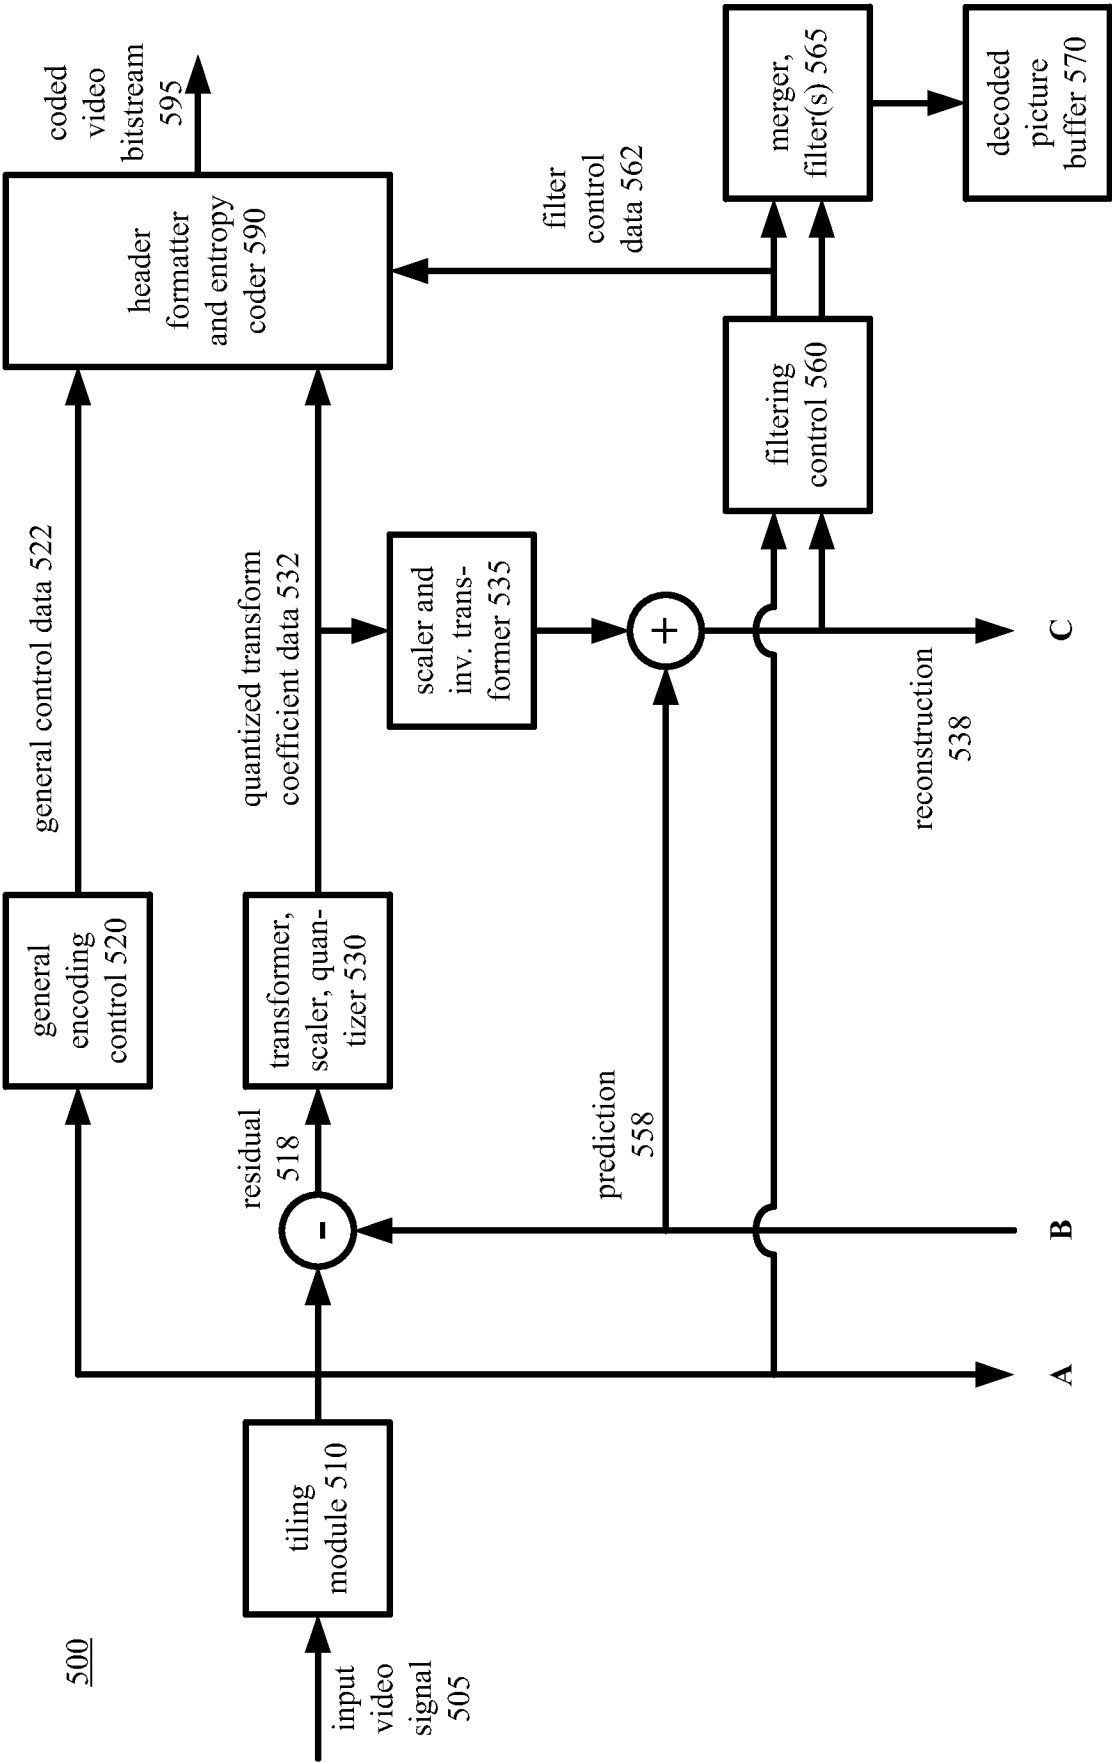 500
input
video
signal
505
tiling
module 510
general
encoding
control 520
general control data 522
residual
518
transformer,
scaler, quan-
tizer 530
quantized transform
coefficient data 532
header
formatter
and entropy
coder 590
coded
video
bitstream
595
scaler and
inv. trans-
former 535
prediction
558
-
+
filter
control
data 562
filtering
control 560
merger,
filter(s) 565
decoded
picture
buffer 570
reconstruction
538
A
B
C